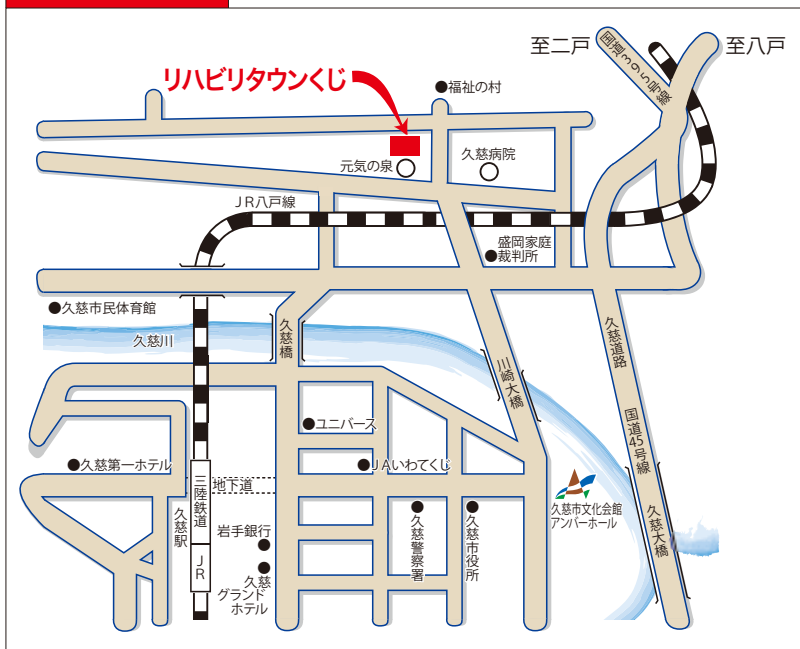 至二戸
国道395号線
至八戸
リハビリタウンくじ
福祉の村
元気の泉
久慈病院
JR八戸線
盛岡家庭
裁判所
久慈市民体育館
久慈川
久慈橋
川崎大橋
久慈道路
国道45号線
久慈大橋
ユニバース
久慈第一ホテル
JAいわてくじ
三陸鉄道
地下道
久慈駅
JR
岩手銀行
久慈
グランド
ホテル
久慈警察署
久慈市役所
久慈市文化会館
アンバーホール